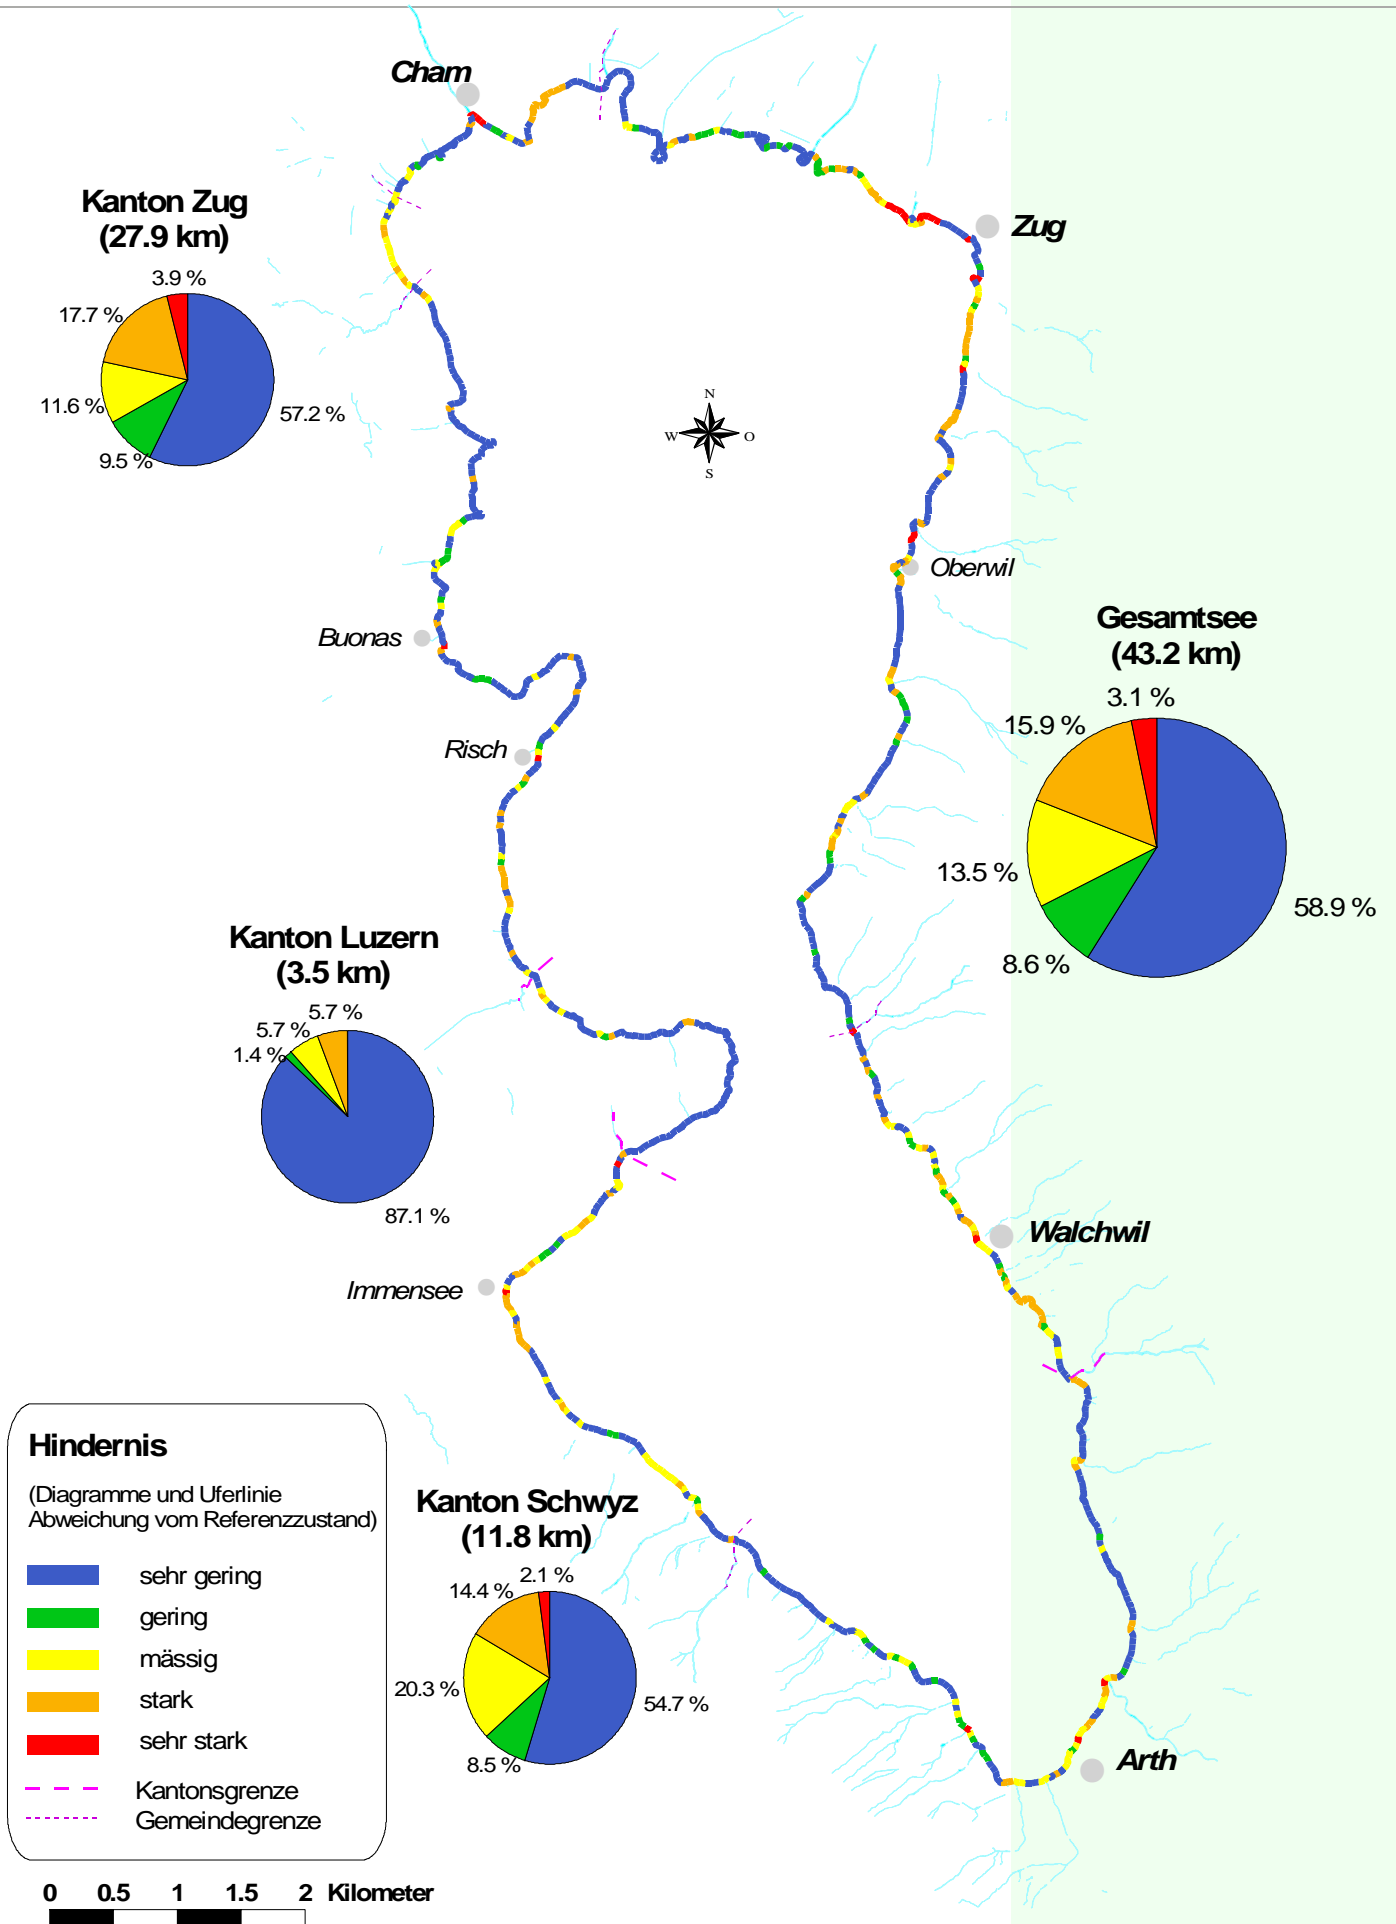 Cham
Kanton Zug
(27.9 km)
3.9 %
17.7 %
11.6 %
9.5 %
57.2 %
Zug
N
W
O
S
Oberwil
Buonas
Gesamtsee
(43.2 km)
3.1 %
15.9 %
13.5 %
8.6 %
58.9 %
Risch
Kanton Luzern
(3.5 km)
5.7 %
5.7 %
1.4 %
87.1 %
Walchwil
Immensee
Hindernis
(Diagramme und Uferlinie
Abweichung vom Referenzzustand)
sehr gering
gering
mässig
stark
sehr stark
Kantonsgrenze
Gemeindegrenze
Kanton Schwyz
(11.8 km)
2.1 %
14.4 %
20.3 %
8.5 %
54.7 %
Arth
0 0.5 1 1.5 2 Kilometer